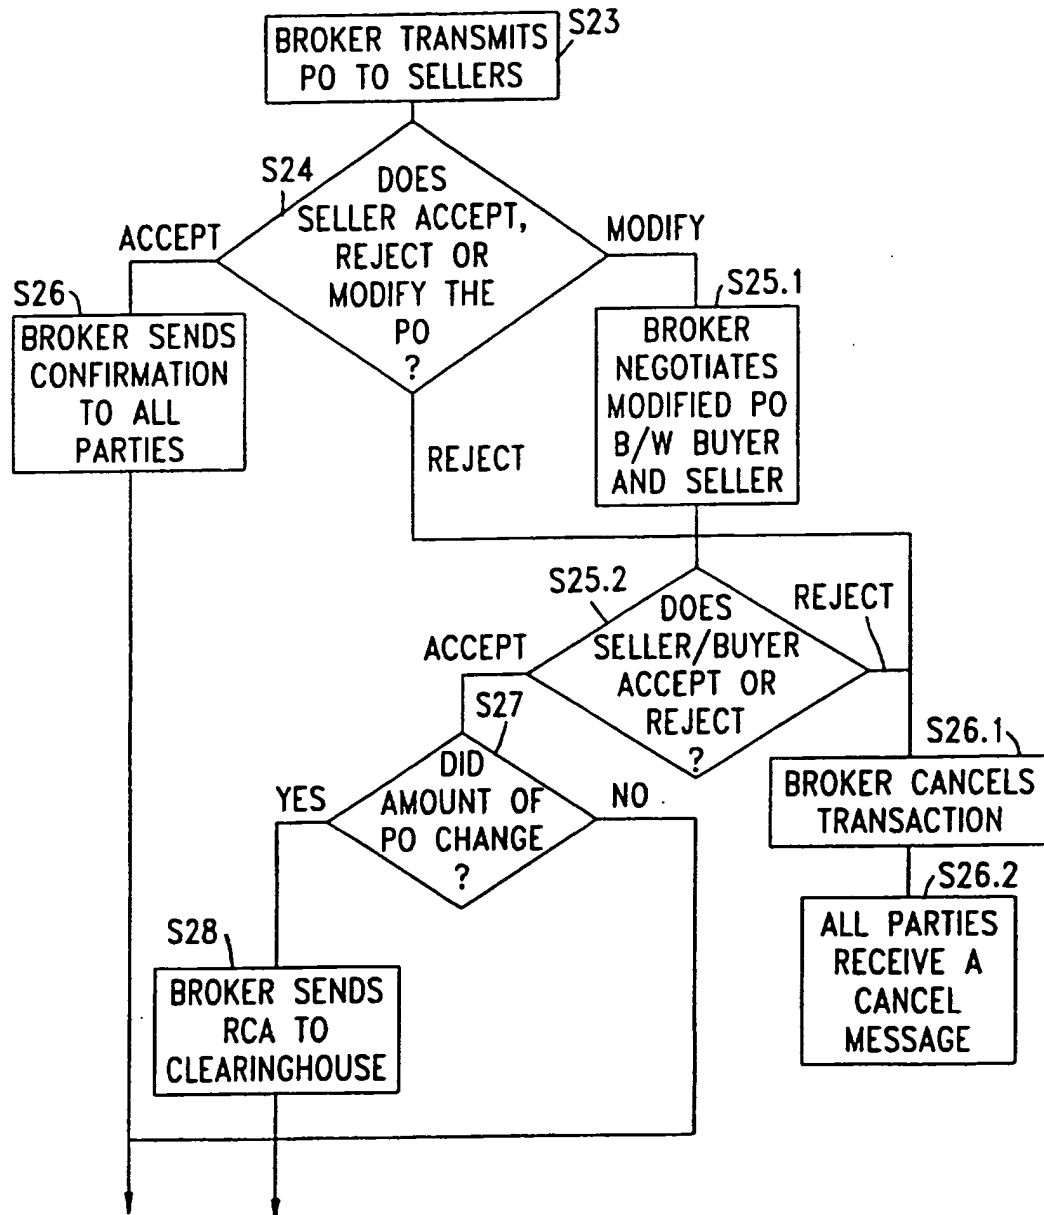 S23
BROKER TRANSMITS
PO TO SELLERS
S24
DOES
SELLER ACCEPT,
REJECT OR
MODIFY THE
PO
?
ACCEPT
MODIFY
REJECT
S26
BROKER SENDS
CONFIRMATION
TO ALL
PARTIES
S25.1
BROKER
NEGOTIATES
MODIFIED PO
B/W BUYER
AND SELLER
S25.2
DOES
SELLER/BUYER
ACCEPT OR
REJECT
?
ACCEPT
REJECT
S27
DID
AMOUNT OF
PO CHANGE
?
YES
NO
S26.1
BROKER CANCELS
TRANSACTION
S26.2
ALL PARTIES
RECEIVE A
CANCEL
MESSAGE
S28
BROKER SENDS
RCA TO
CLEARINGHOUSE